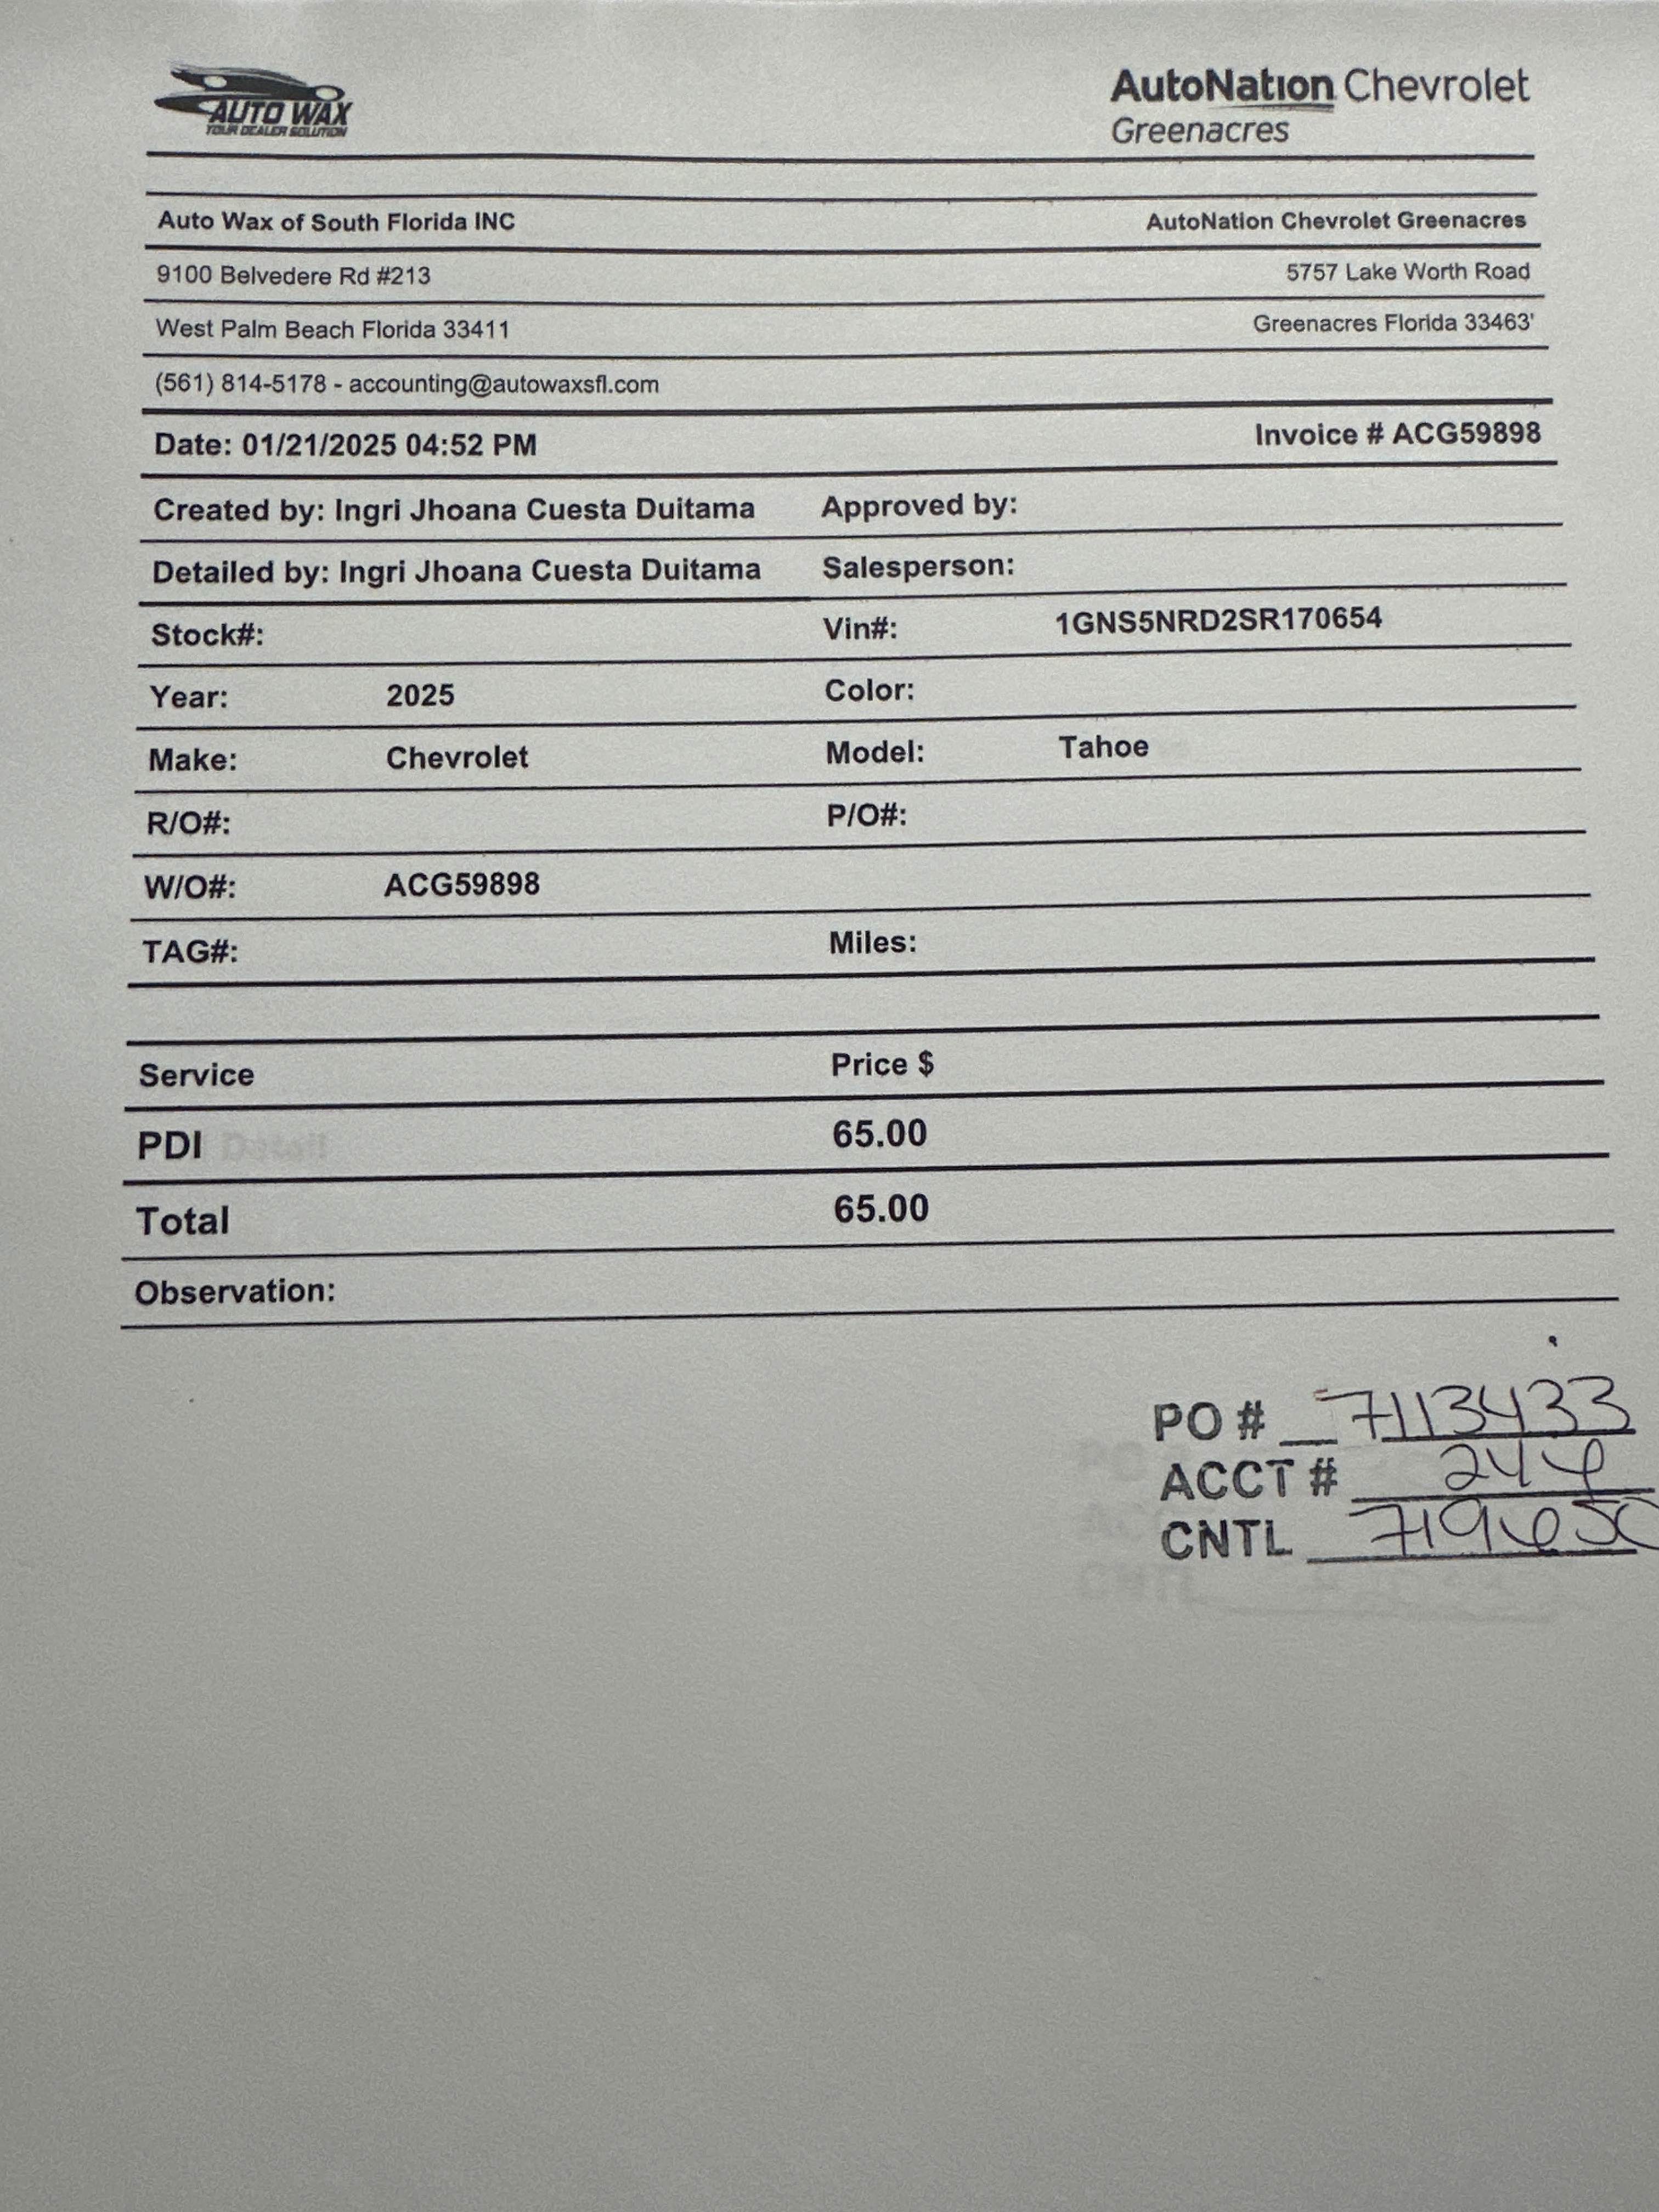 AUTO WAX
YOUR DEALER SOLUTION
AutoNation Chevrolet
Greenacres
Auto Wax of South Florida INC
AutoNation Chevrolet Greenacres
9100 Belvedere Rd #213
5757 Lake Worth Road
West Palm Beach Florida 33411
Greenacres Florida 33463'
(561) 814-5178 - accounting@autowaxsfl.com
Date: 01/21/2025 04:52 PM
Invoice # ACG59898
Created by: Ingri Jhoana Cuesta Duitama Approved by:
Detailed by: Ingri Jhoana Cuesta Duitama Salesperson:
Stock#: Vin#: 1GNS5NRD2SR170654
Year: 2025 Color:
Make: Chevrolet Model: Tahoe
R/O#: P/O#:
W/O#: ACG59898
TAG#: Miles:
Service Price $
PDI 65.00
Total 65.00
Observation:
PO # 7113433
ACCT #
CNTL